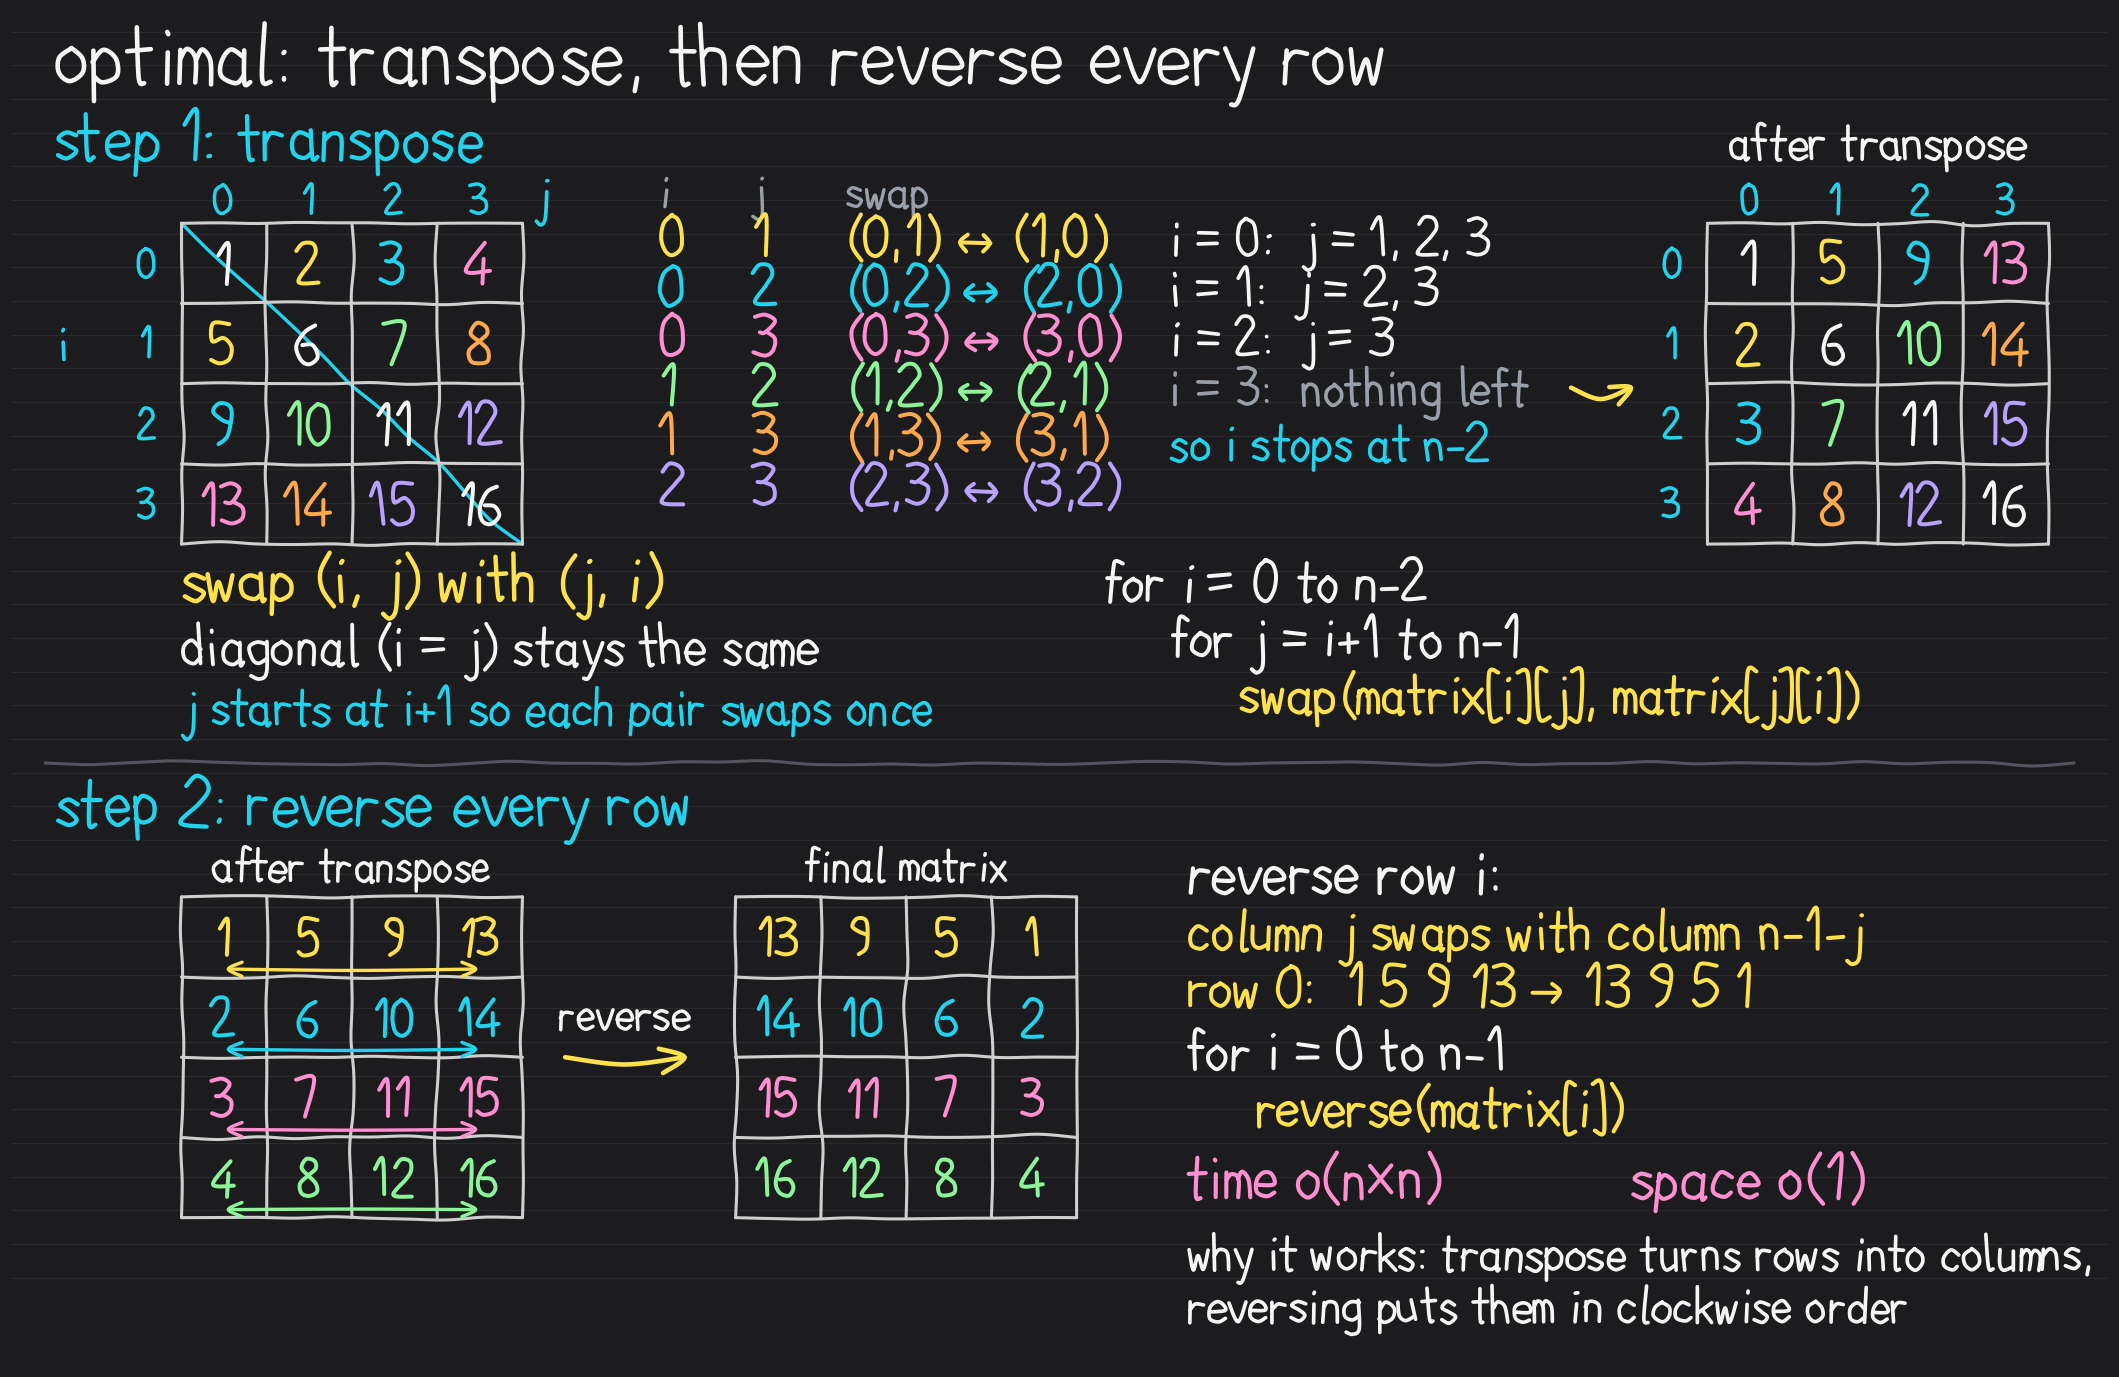 optimal: transpose, then reverse every row
step 1: transpose
0 1 2 3 j
0 1 2 3 4
i 1 5 6 7 8
2 9 10 11 12
3 13 14 15 16
swap (i, j) with (j, i)
diagonal (i = j) stays the same
j starts at i+1 so each pair swaps once
i j swap
0 1 (0,1) ↔ (1,0)
0 2 (0,2) ↔ (2,0)
0 3 (0,3) ↔ (3,0)
1 2 (1,2) ↔ (2,1)
1 3 (1,3) ↔ (3,1)
2 3 (2,3) ↔ (3,2)
i = 0: j = 1, 2, 3
i = 1: j = 2, 3
i = 2: j = 3
i = 3: nothing left
so i stops at n-2
after transpose
0 1 2 3
0 1 5 9 13
1 2 6 10 14
2 3 7 11 15
3 4 8 12 16
for i = 0 to n-2
for j = i+1 to n-1
swap(matrix[i][j], matrix[j][i])
step 2: reverse every row
after transpose
1 5 9 13
2 6 10 14
3 7 11 15
4 8 12 16
reverse
final matrix
13 9 5 1
14 10 6 2
15 11 7 3
16 12 8 4
reverse row i:
column j swaps with column n-1-j
row 0: 1 5 9 13 → 13 9 5 1
for i = 0 to n-1
reverse(matrix[i])
time o(n×n) space o(1)
why it works: transpose turns rows into columns,
reversing puts them in clockwise order